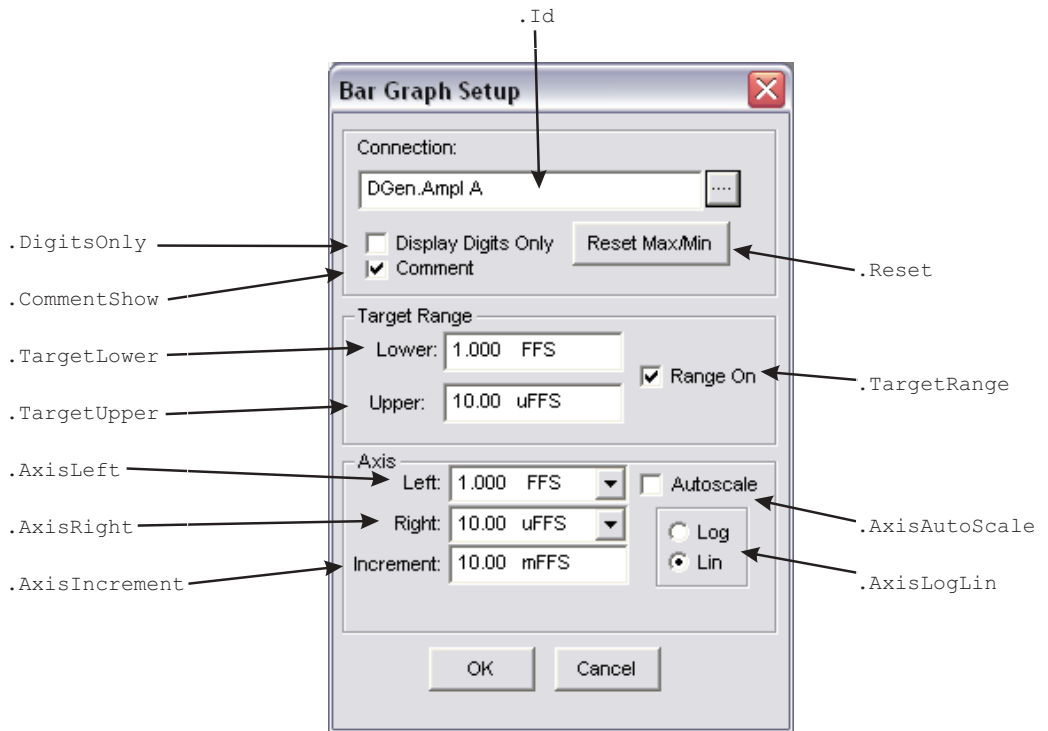 .Id
Bar Graph Setup
Connection:
DGen.Ampl A
....
.DigitsOnly
Display Digits Only
Reset Max/Min
.CommentShow
Comment
.Reset
Target Range
.TargetLower
Lower: 1.000 FFS
Range On
.TargetRange
.TargetUpper
Upper: 10.00 uFFS
Axis
.AxisLeft
Left: 1.000 FFS
Autoscale
.AxisRight
Right: 10.00 uFFS
Log
.AxisAutoScale
.AxisIncrement
Increment: 10.00 mFFS
Lin
.AxisLogLin
OK
Cancel